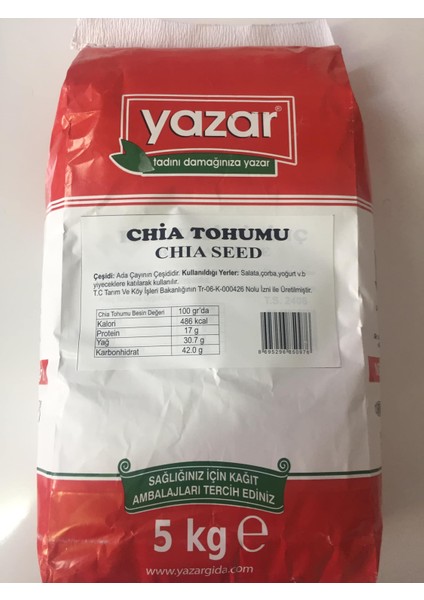 yazar
tadını damağınıza yazar
CHİA TOHUMU
CHIA SEED
Çeşidi: Ada Çayının Çeşididir. Kullanıldıgı Yerler: Salata,çorba,yoğurt v.b
yiyeceklere katılarak kullanılır.
T.C Tarım Ve Köy İşleri Bakanlığının Tr-06-K-000426 Nolu İzni ile Üretilmiştir.
Chia Tohumu Besin Değeri 100 gr'da
Kalori 486 kcal
Protein 17 g
Yağ 30.7 g
Karbonhidrat 42.0 g
SAĞLIĞINIZ İÇİN KAĞIT
AMBALAJLARI TERCİH EDİNİZ
5 kg e
www.yazargida.com